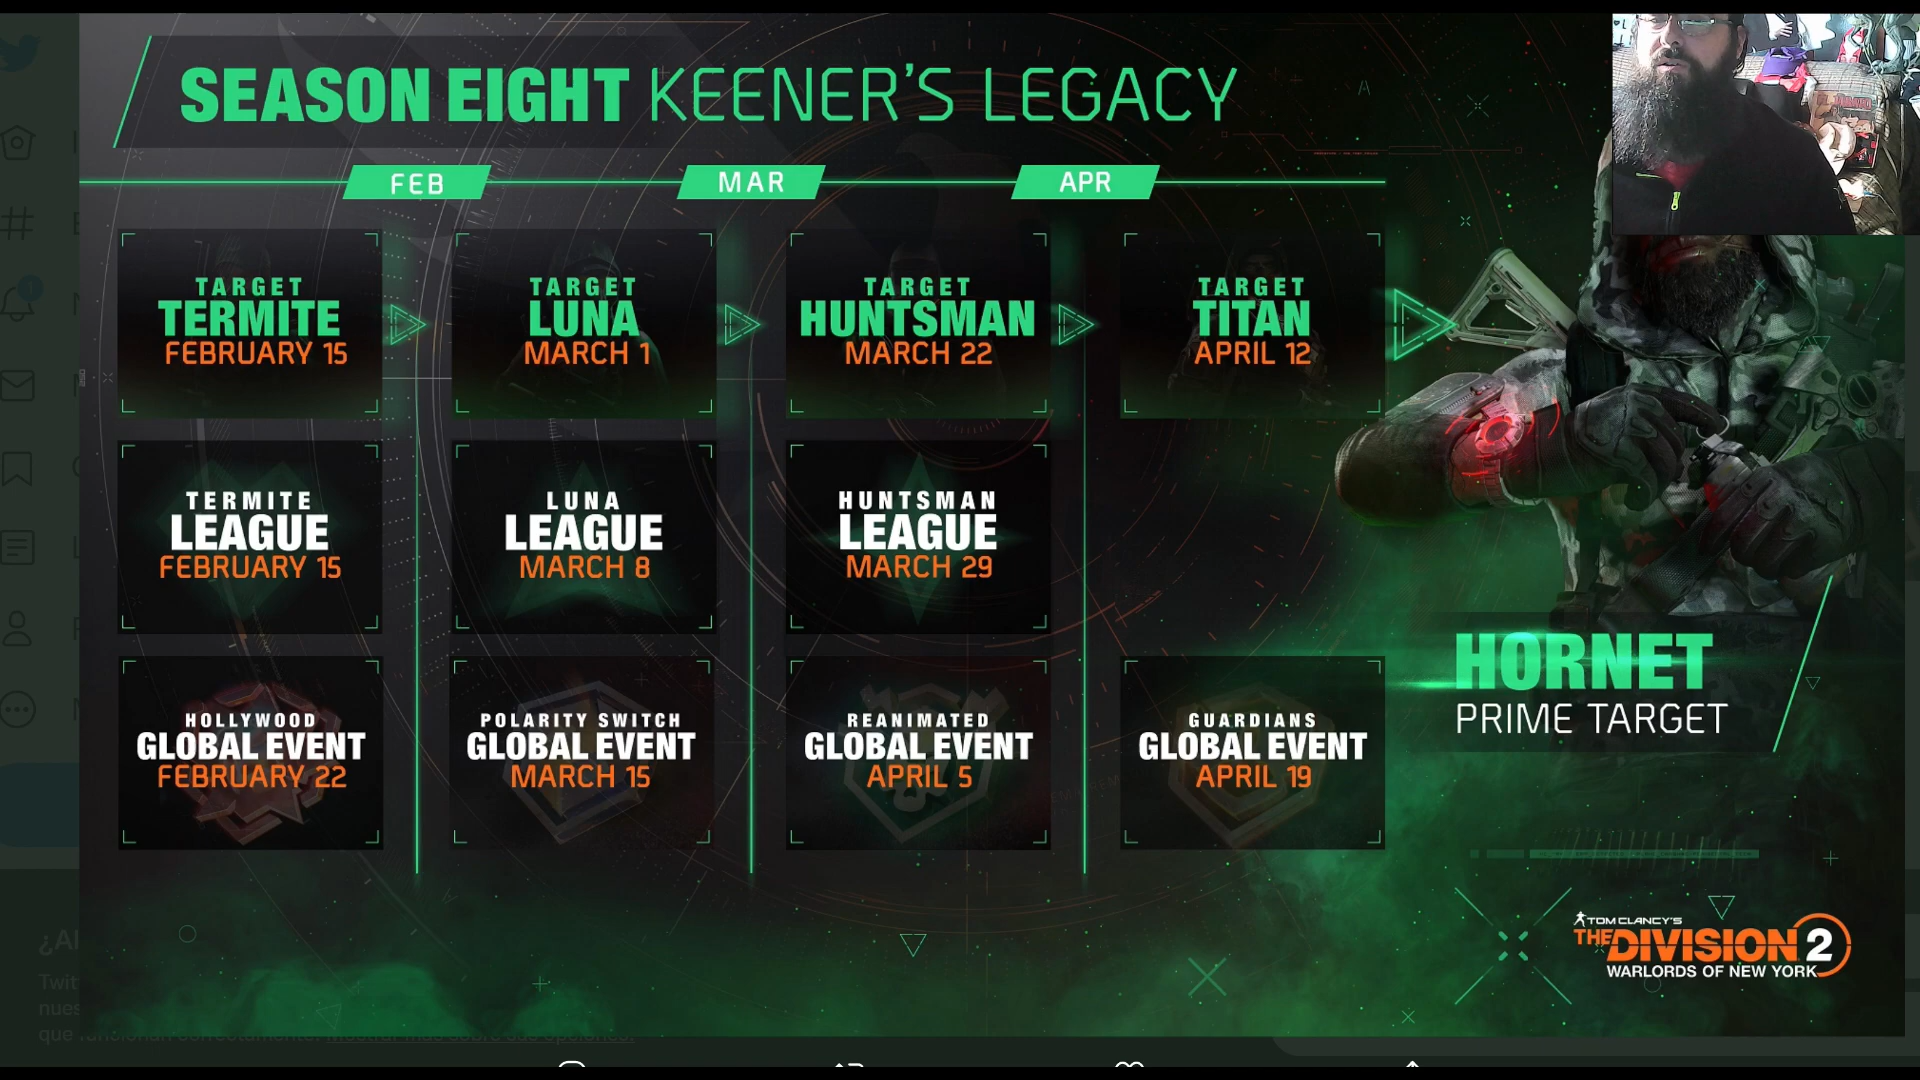 SEASON EIGHT KEENER'S LEGACY
FEB
MAR
APR
TARGET
TERMITE
FEBRUARY 15
TARGET
LUNA
MARCH 1
TARGET
HUNTSMAN
MARCH 22
TARGET
TITAN
APRIL 12
TERMITE
LEAGUE
FEBRUARY 15
LUNA
LEAGUE
MARCH 8
HUNTSMAN
LEAGUE
MARCH 29
HOLLYWOOD
GLOBAL EVENT
FEBRUARY 22
POLARITY SWITCH
GLOBAL EVENT
MARCH 15
REANIMATED
GLOBAL EVENT
APRIL 5
GUARDIANS
GLOBAL EVENT
APRIL 19
HORNET
PRIME TARGET
TOM CLANCY'S
THE DIVISION 2
WARLORDS OF NEW YORK